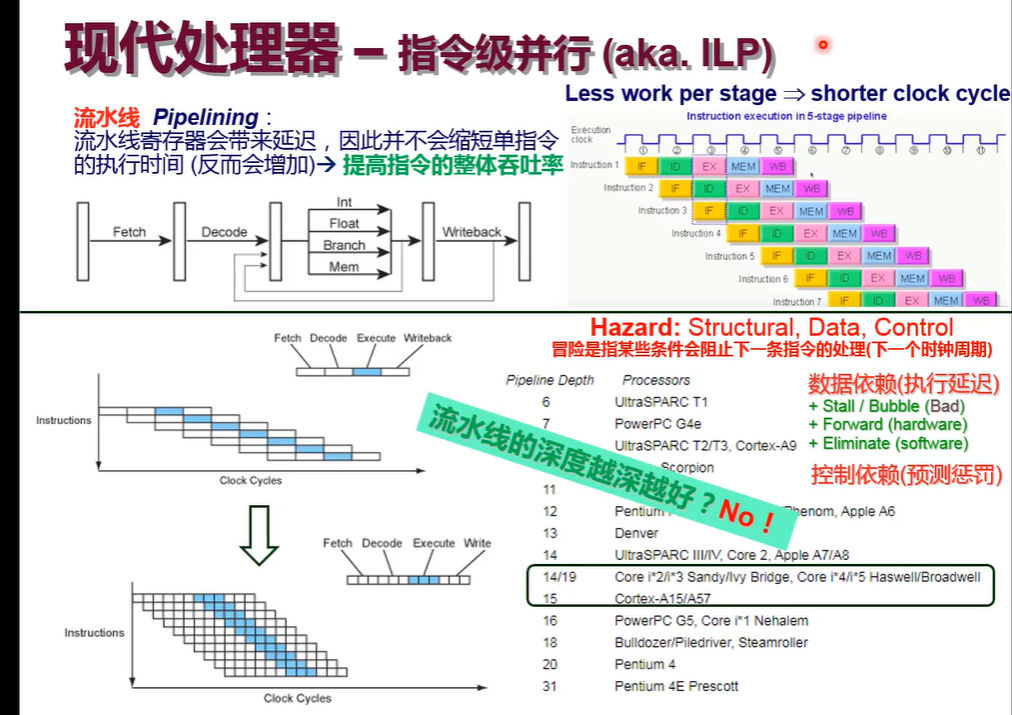 现代处理器 – 指令级并行 (aka. ILP)
流水线 Pipelining :
流水线寄存器会带来延迟，因此并不会缩短单指令
的执行时间 (反而会增加)→ 提高指令的整体吞吐率
Fetch
Decode
Int
Float
Branch
Mem
Writeback
Less work per stage ⇒ shorter clock cycle
Instruction execution in 5-stage pipeline
Execution
clock
① ② ③ ④ ⑤ ⑥ ⑦ ⑧ ⑨ ⑩ ⑪
Instruction 1 IF ID EX MEM WB
Instruction 2 IF ID EX MEM WB
Instruction 3 IF ID EX MEM WB
Instruction 4 IF ID EX MEM WB
Instruction 5 IF ID EX MEM WB
Instruction 6 IF ID EX MEM WB
Instruction 7 IF ID EX MEM WB
Fetch Decode Execute Writeback
Instructions
Clock Cycles
Fetch Decode Execute Write
Instructions
Clock Cycles
Hazard: Structural, Data, Control
冒险是指某些条件会阻止下一条指令的处理(下一个时钟周期)
Pipeline Depth Processors
6 UltraSPARC T1
7 PowerPC G4e
UltraSPARC T2/T3, Cortex-A9
Scorpion
11
12 Pentium Phenom, Apple A6
13 Denver
14 UltraSPARC III/IV, Core 2, Apple A7/A8
14/19 Core i*2/i*3 Sandy/Ivy Bridge, Core i*4/i*5 Haswell/Broadwell
15 Cortex-A15/A57
16 PowerPC G5, Core i*1 Nehalem
18 Bulldozer/Piledriver, Steamroller
20 Pentium 4
31 Pentium 4E Prescott
流水线的深度越深越好？No！
数据依赖(执行延迟)
+ Stall / Bubble (Bad)
+ Forward (hardware)
+ Eliminate (software)
控制依赖(预测惩罚)